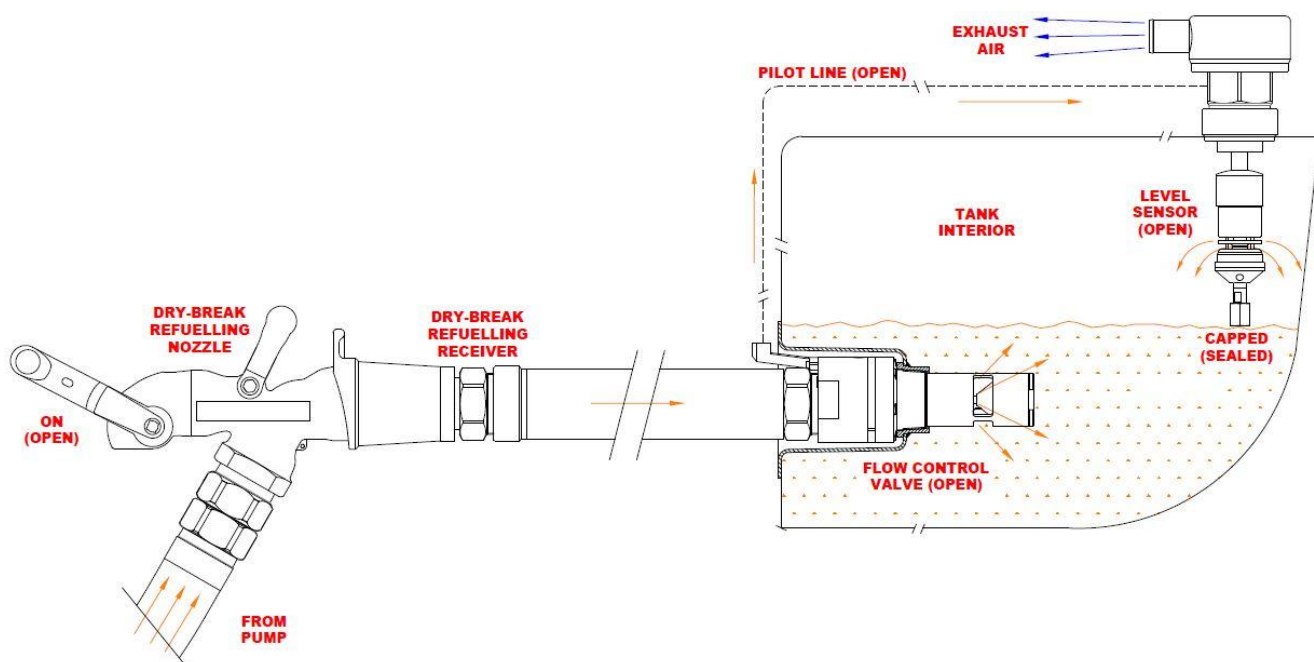 EXHAUST
AIR
PILOT LINE (OPEN)
LEVEL
SENSOR
(OPEN)
TANK
INTERIOR
DRY-BREAK
REFUELLING
NOZZLE
DRY-BREAK
REFUELLING
RECEIVER
CAPPED
(SEALED)
ON
(OPEN)
FLOW CONTROL
VALVE (OPEN)
FROM
PUMP